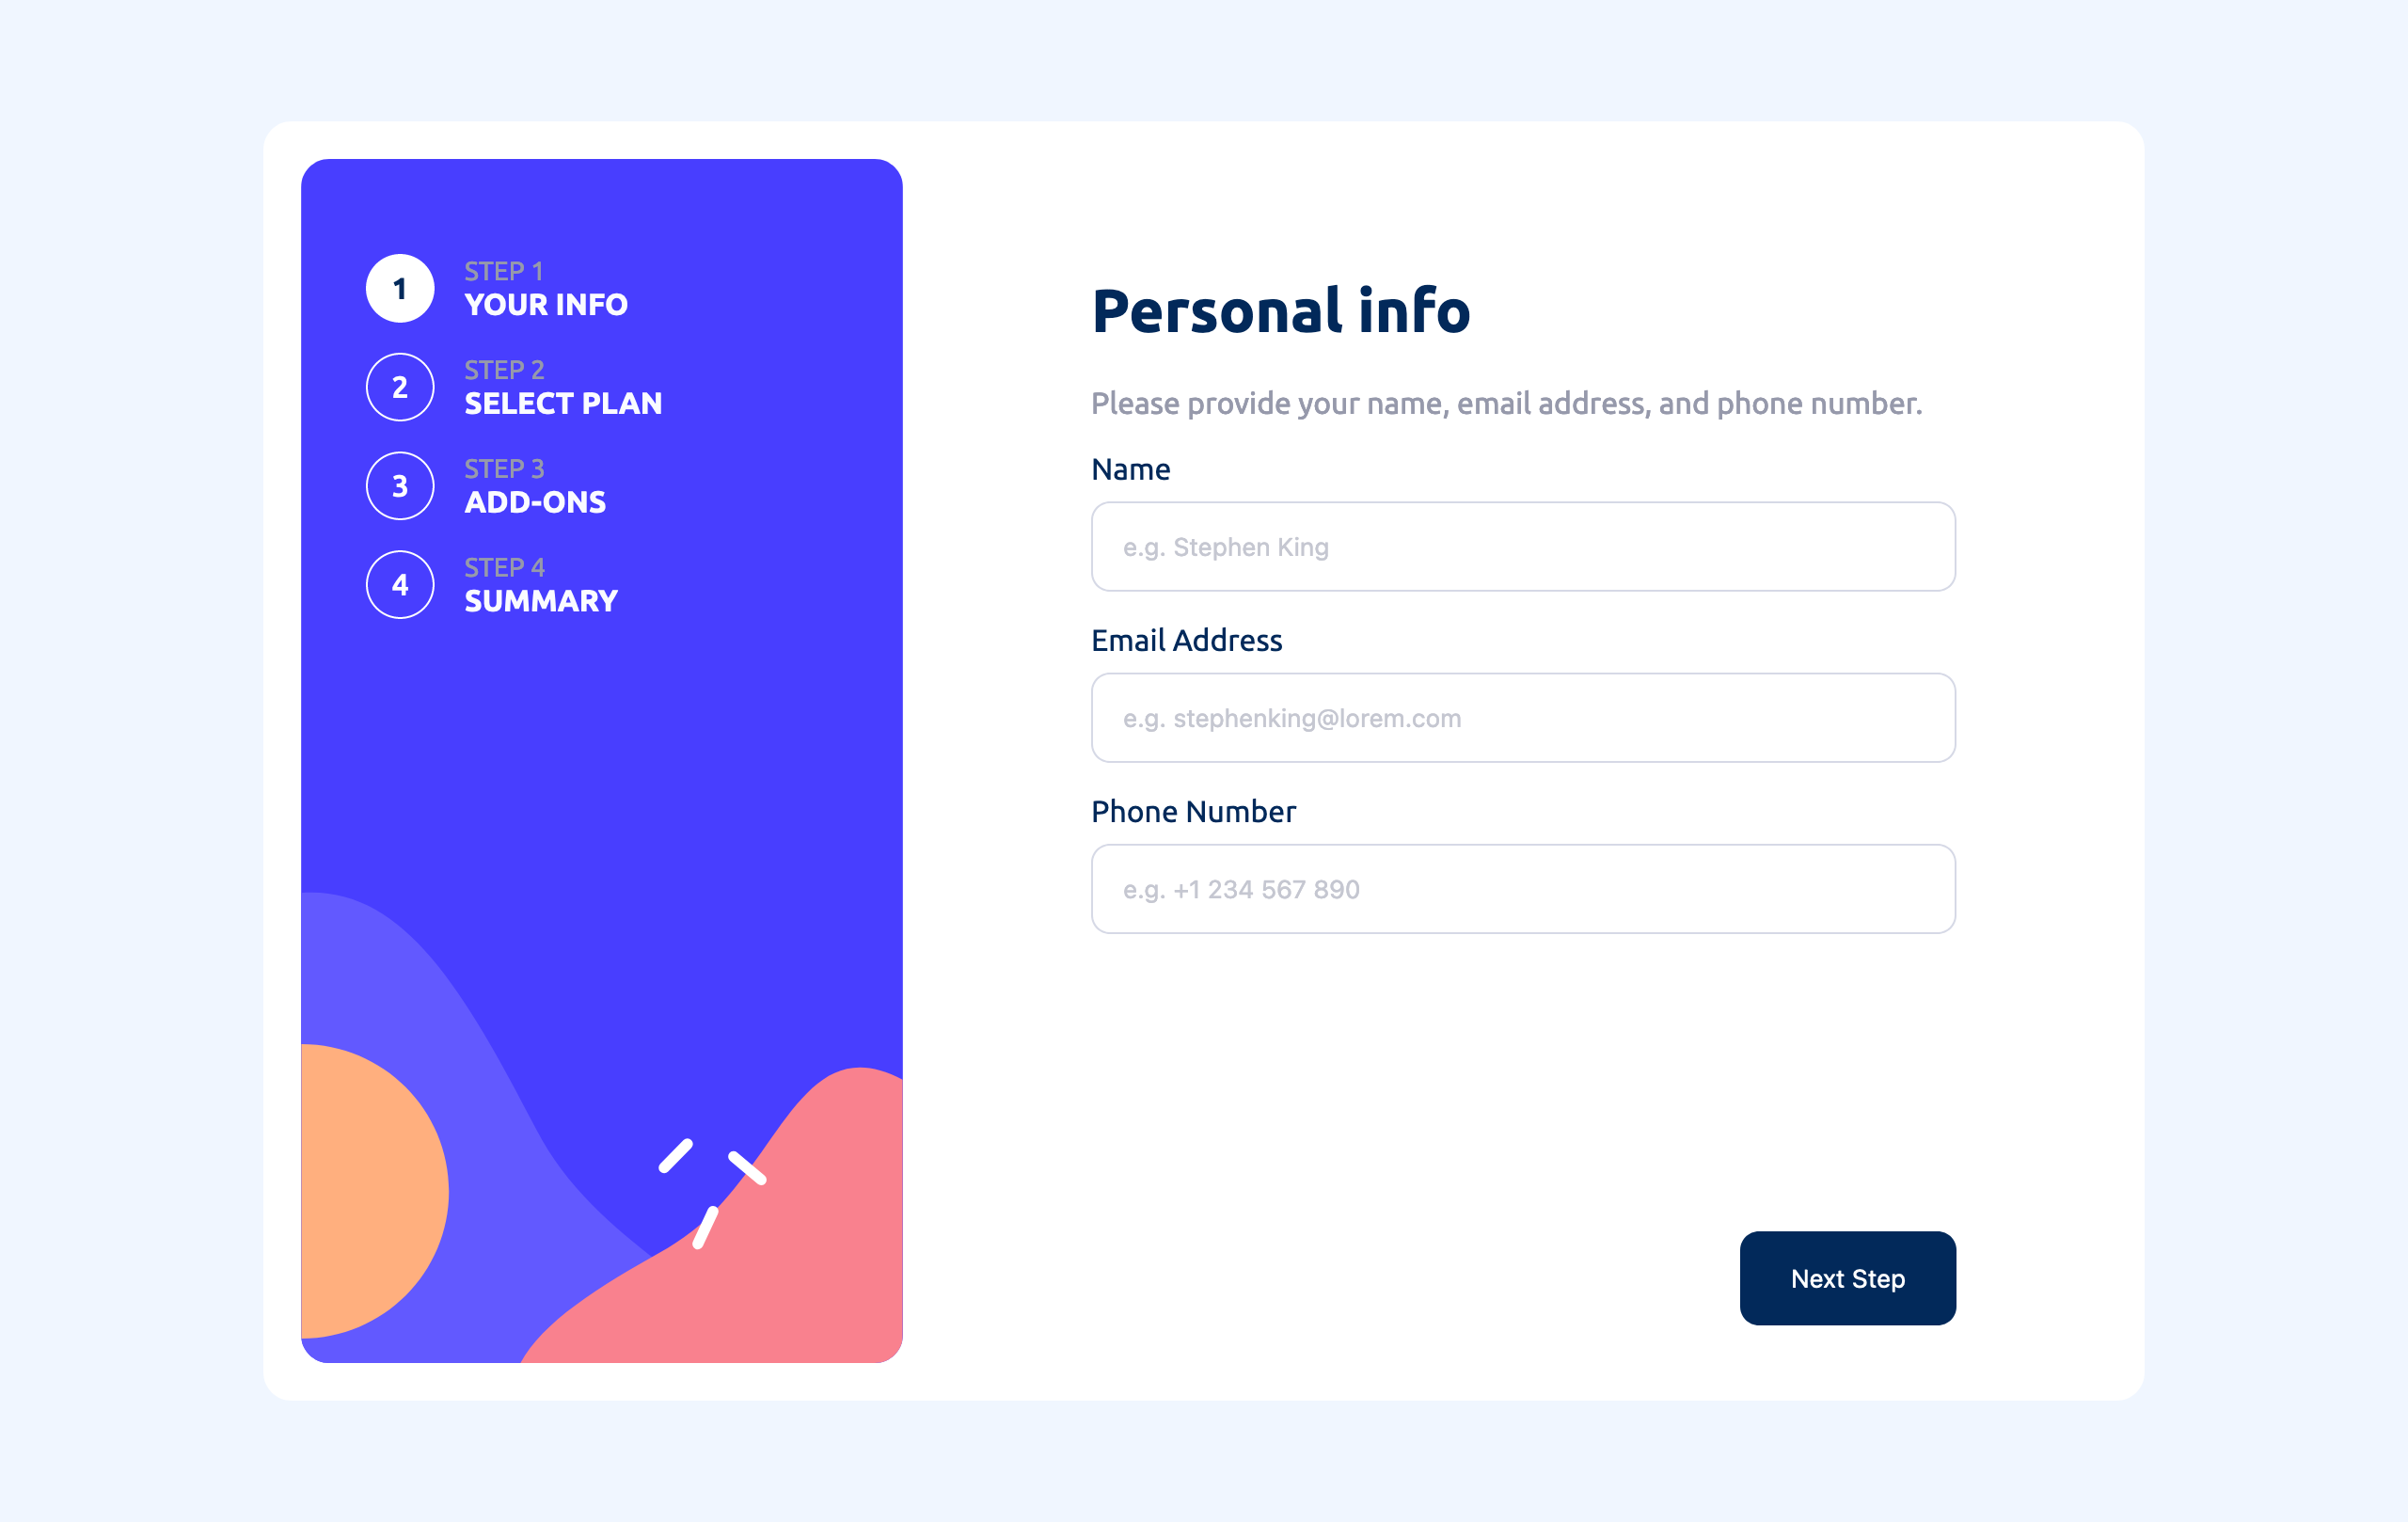 1
STEP 1
YOUR INFO
2
STEP 2
SELECT PLAN
3
STEP 3
ADD-ONS
4
STEP 4
SUMMARY
Personal info
Please provide your name, email address, and phone number.
Name
e.g. Stephen King
Email Address
e.g. stephenking@lorem.com
Phone Number
e.g. +1 234 567 890
Next Step